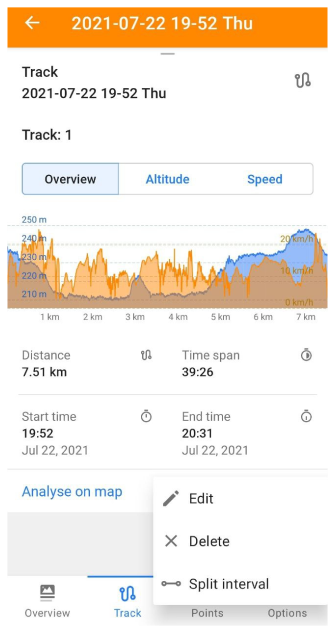 2021-07-22 19-52 Thu
Track
2021-07-22 19-52 Thu
Track: 1
Overview Altitude Speed
250 m
240 m 20 km/h
230 m
220 m 10 km/h
210 m 0 km/h
1 km 2 km 3 km 4 km 5 km 6 km 7 km
Distance Time span
7.51 km 39:26
Start time End time
19:52 20:31
Jul 22, 2021 Jul 22, 2021
Analyse on map
Edit
Delete
Split interval
Overview Track Points Options